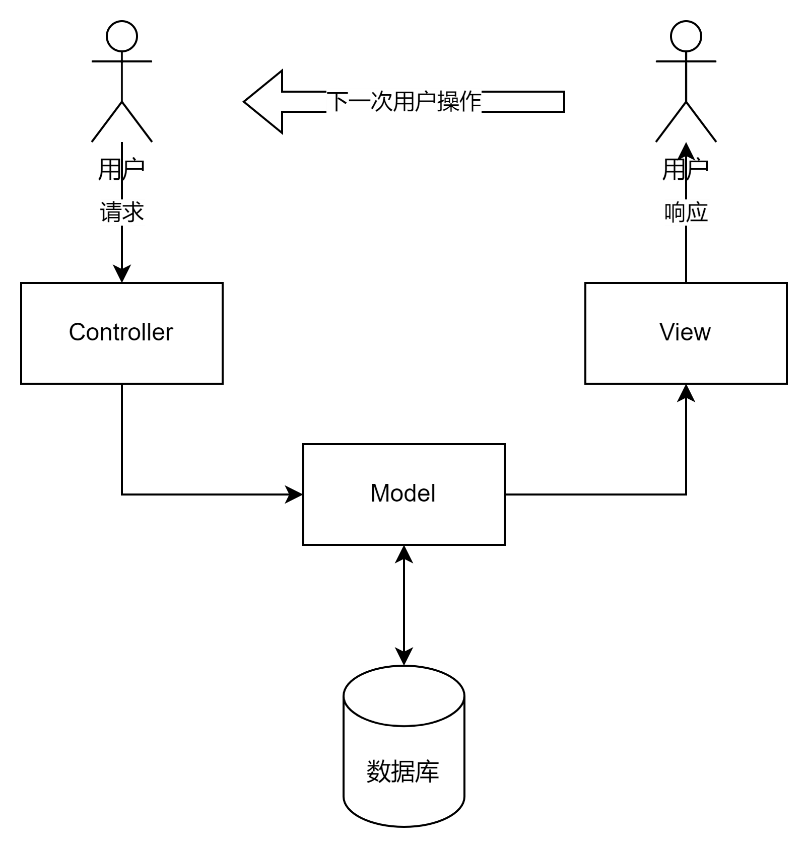 下一次用户操作
用户
用户
请求
响应
Controller
View
Model
数据库